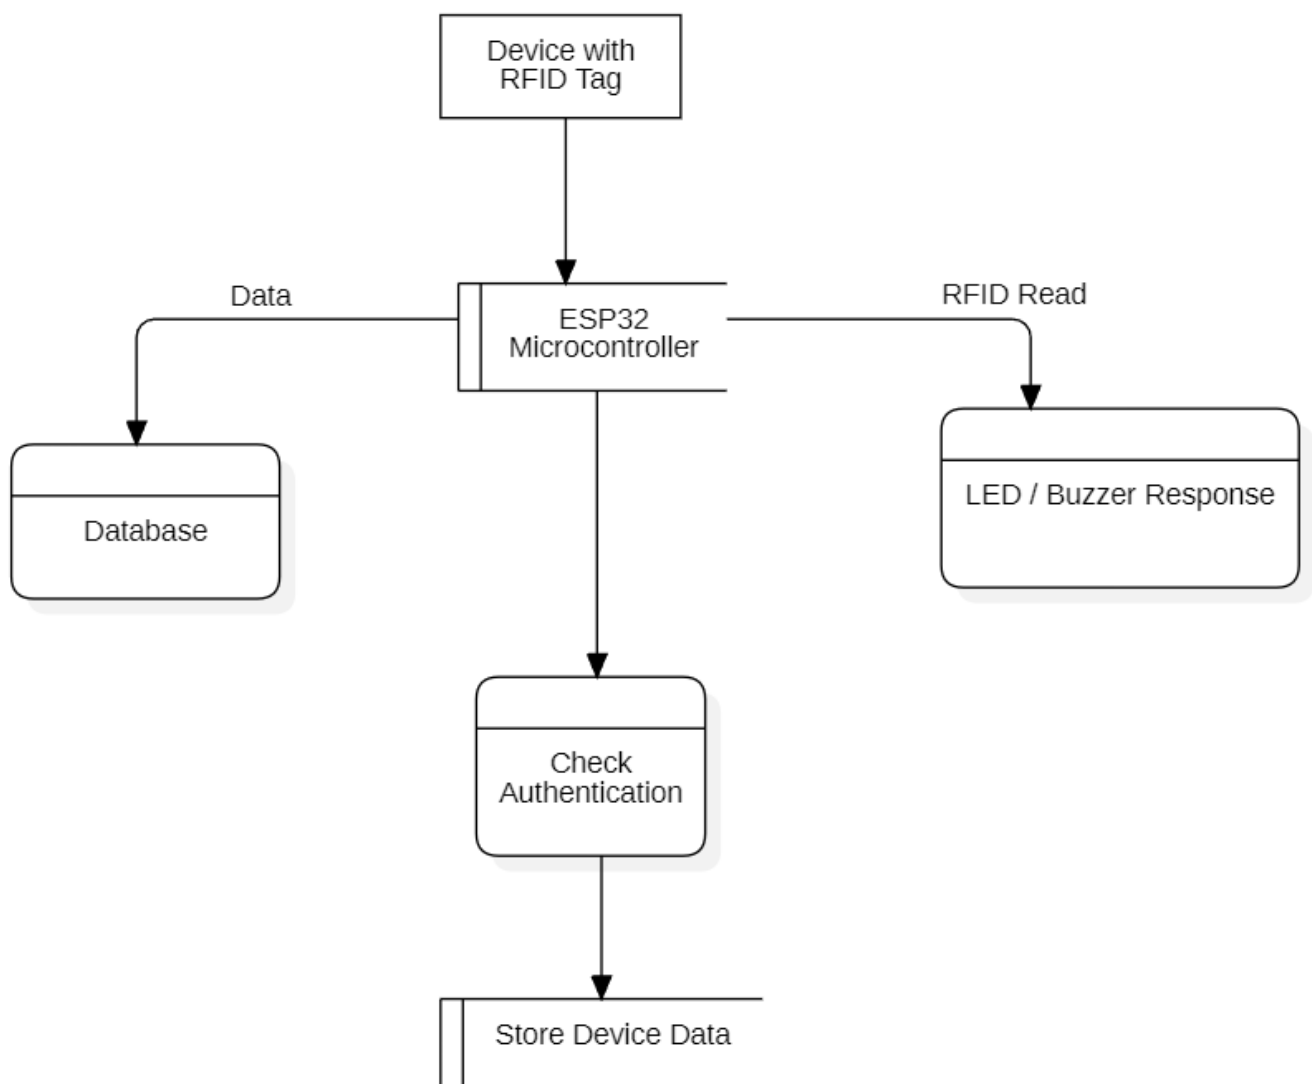 Device with
RFID Tag
Data
RFID Read
ESP32
Microcontroller
LED / Buzzer Response
Database
Check
Authentication
Store Device Data